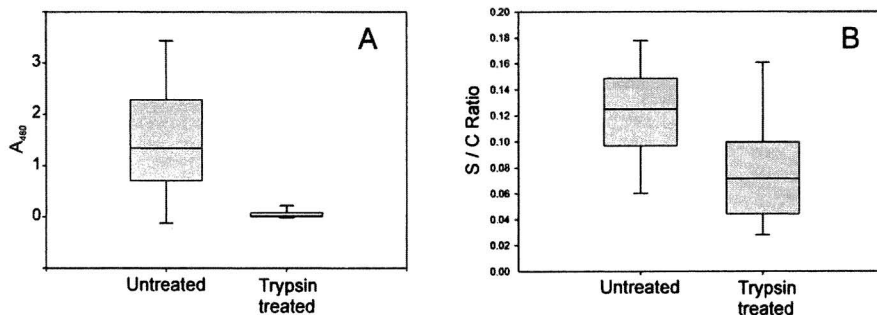 A
A₄₆₀
3
2
1
0
Untreated
Trypsin
treated
B
S / C Ratio
0.20
0.18
0.16
0.14
0.12
0.10
0.08
0.06
0.04
0.02
0.00
Untreated
Trypsin
treated